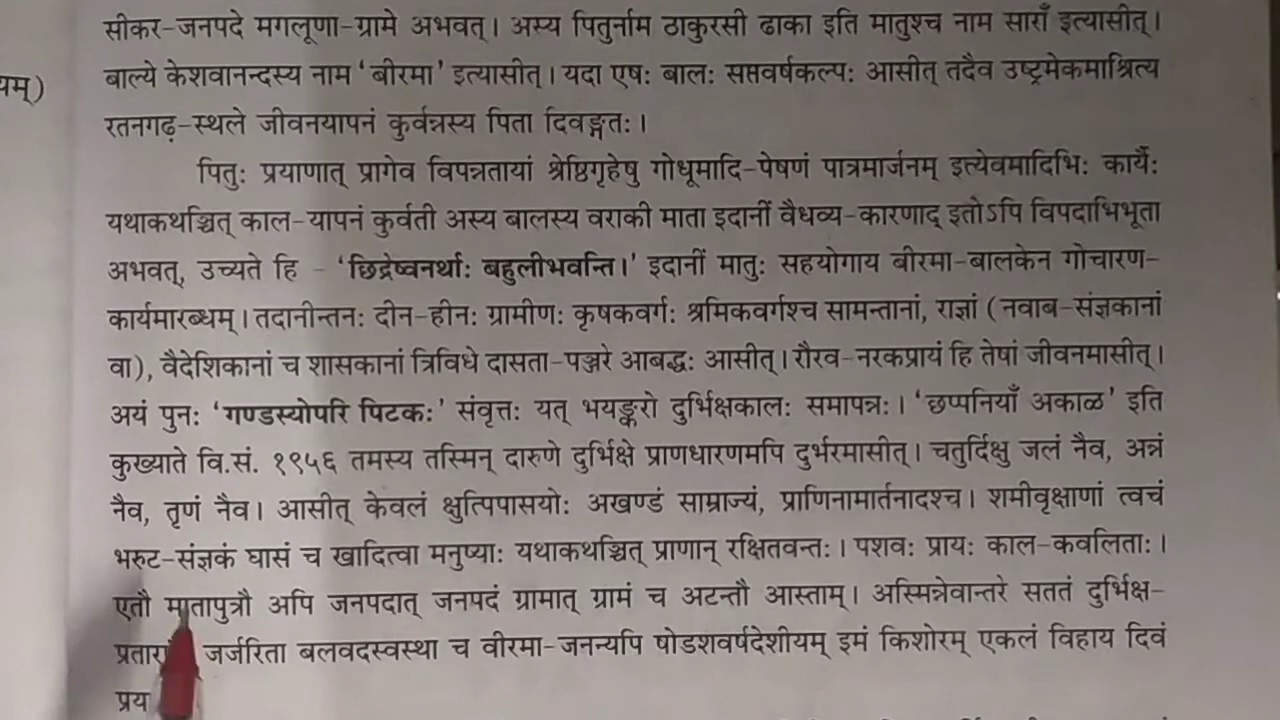 सीकर-जनपदे मगलूणा-ग्रामे अभवत्। अस्य पितुर्नाम ठाकुरसी ढाका इति मातुश्च नाम साराँ इत्यासीत्।
बाल्ये केशवानन्दस्य नाम ‘बीरमा’ इत्यासीत्। यदा एषः बालः सप्तवर्षकल्पः आसीत् तदैव उष्ट्रमेकमाश्रित्य
यम्)
रतनगढ़-स्थले जीवनयापनं कुर्वन्नस्य पिता दिवङ्गतः।
पितुः प्रयाणात् प्रागेव विपन्नतायां श्रेष्ठिगृहेषु गोधूमादि-पेषणं पात्रमार्जनम् इत्येवमादिभिः कार्यैः
यथाकथञ्चित् काल-यापनं कुर्वती अस्य बालस्य वराकी माता इदानीं वैधव्य-कारणाद् इतोऽपि विपदाभिभूता
अभवत्, उच्यते हि - ‘छिद्रेष्वनर्थाः बहुलीभवन्ति।’ इदानीं मातुः सहयोगाय बीरमा-बालकेन गोचारण-
कार्यमारब्धम्। तदानीन्तनः दीन-हीनः ग्रामीणः कृषकवर्गः श्रमिकवर्गश्च सामन्तानां, राज्ञां (नवाब-संज्ञकानां
वा), वैदेशिकानां च शासकानां त्रिविधे दासता-पञ्जरे आबद्धः आसीत्। रौरव-नरकप्रायं हि तेषां जीवनमासीत्।
अयं पुनः ‘गण्डस्योपरि पिटकः’ संवृत्तः यत् भयङ्करो दुर्भिक्षकालः समापन्नः। ‘छप्पनियाँ अकाळ’ इति
कुख्याते वि.सं. १९५६ तमस्य तस्मिन् दारुणे दुर्भिक्षे प्राणधारणमपि दुर्भरमासीत्। चतुर्दिक्षु जलं नैव, अन्नं
नैव, तृणं नैव। आसीत् केवलं क्षुत्पिपासयोः अखण्डं साम्राज्यं, प्राणिनामार्तनादश्च। शमीवृक्षाणां त्वचं
भरुट-संज्ञकं घासं च खादित्वा मनुष्याः यथाकथञ्चित् प्राणान् रक्षितवन्तः। पशवः प्रायः काल-कवलिताः।
एतौ मातापुत्रौ अपि जनपदात् जनपदं ग्रामात् ग्रामं च अटन्तौ आस्ताम्। अस्मिन्नेवान्तरे सततं दुर्भिक्ष-
जर्जरिता बलवदस्वस्था च वीरमा-जनन्यपि षोडशवर्षदेशीयम् इमं किशोरम् एकलं विहाय दिवं